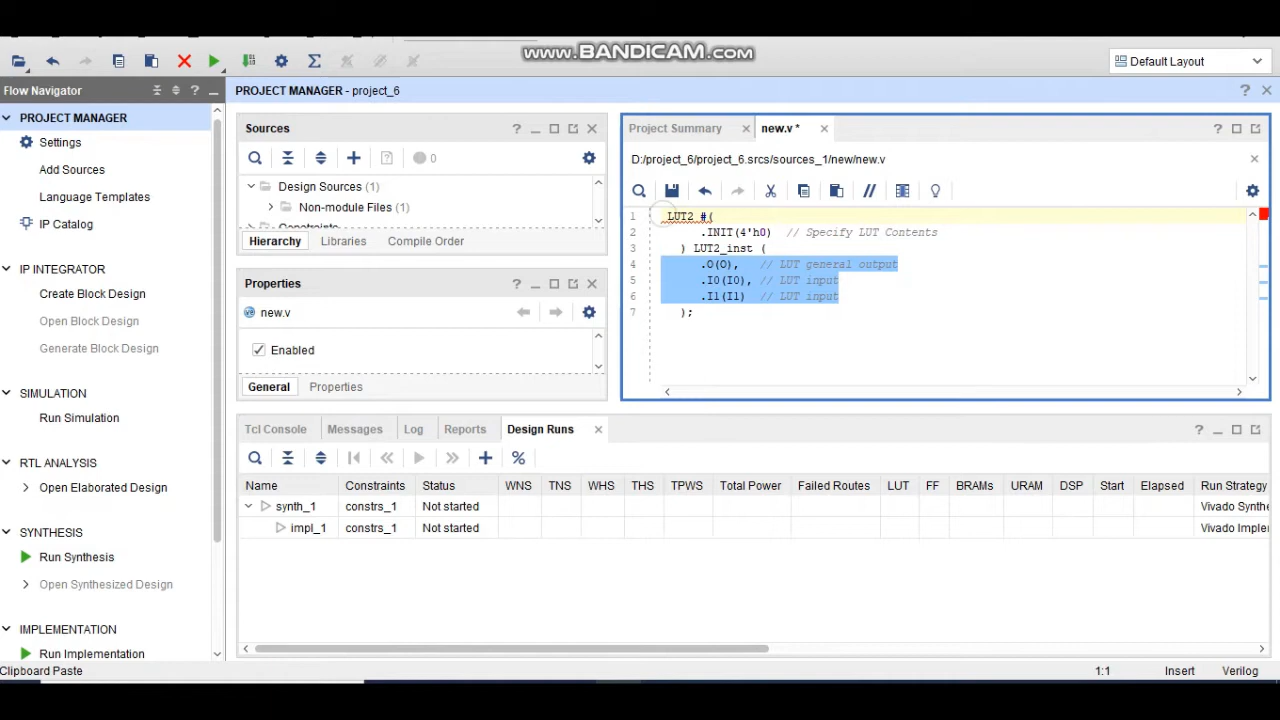 www.BANDICAM.com
Default Layout
Flow Navigator
PROJECT MANAGER - project_6
PROJECT MANAGER
Settings
Add Sources
Language Templates
IP Catalog
IP INTEGRATOR
Create Block Design
Open Block Design
Generate Block Design
SIMULATION
Run Simulation
RTL ANALYSIS
Open Elaborated Design
SYNTHESIS
Run Synthesis
Open Synthesized Design
IMPLEMENTATION
Run Implementation
Sources
0
Design Sources (1)
Non-module Files (1)
Constraints
Hierarchy Libraries Compile Order
Properties
new.v
Enabled
General Properties
Project Summary new.v *
D:/project_6/project_6.srcs/sources_1/new/new.v
1 LUT2 #(
2 .INIT(4'h0) // Specify LUT Contents
3 ) LUT2_inst (
4 .O(O), // LUT general output
5 .I0(I0), // LUT input
6 .I1(I1) // LUT input
7 );
Tcl Console Messages Log Reports Design Runs
Name Constraints Status WNS TNS WHS THS TPWS Total Power Failed Routes LUT FF BRAMs URAM DSP Start Elapsed Run Strategy
synth_1 constrs_1 Not started Vivado Synthe
impl_1 constrs_1 Not started Vivado Implen
Clipboard Paste 1:1 Insert Verilog